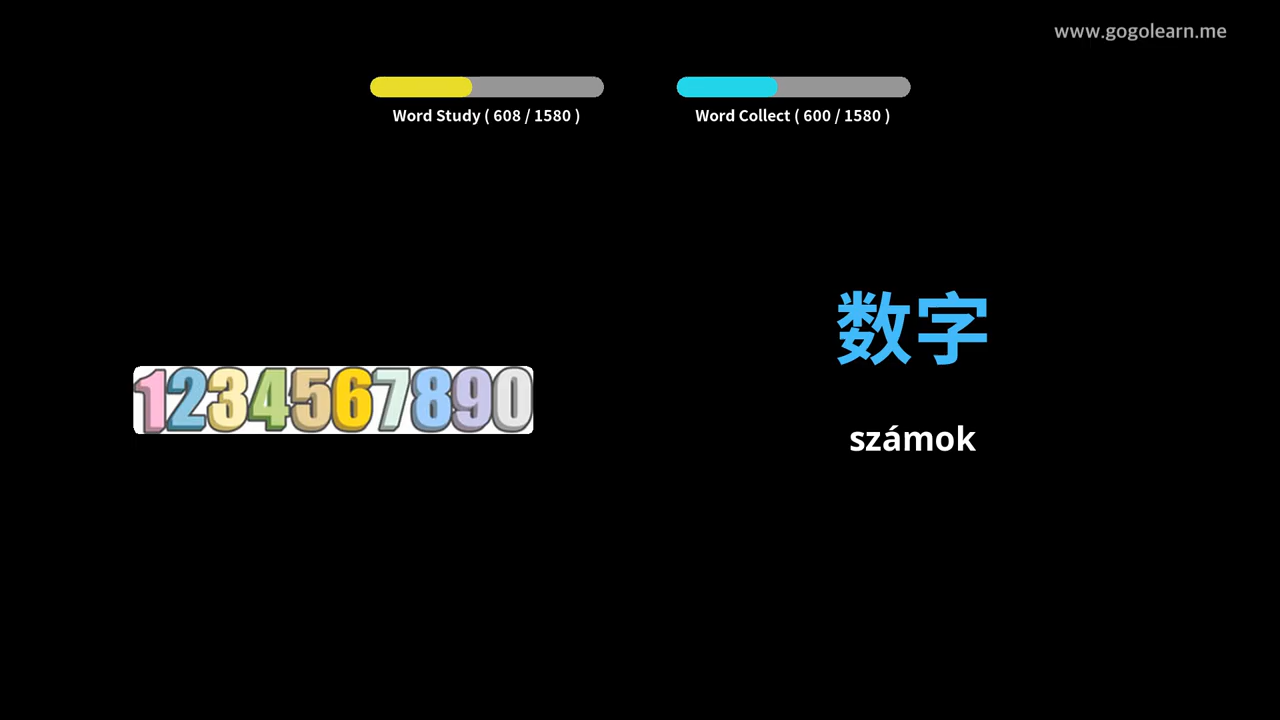 www.gogolearn.me
Word Study ( 608 / 1580 )
Word Collect ( 600 / 1580 )
1234567890
数字
számok